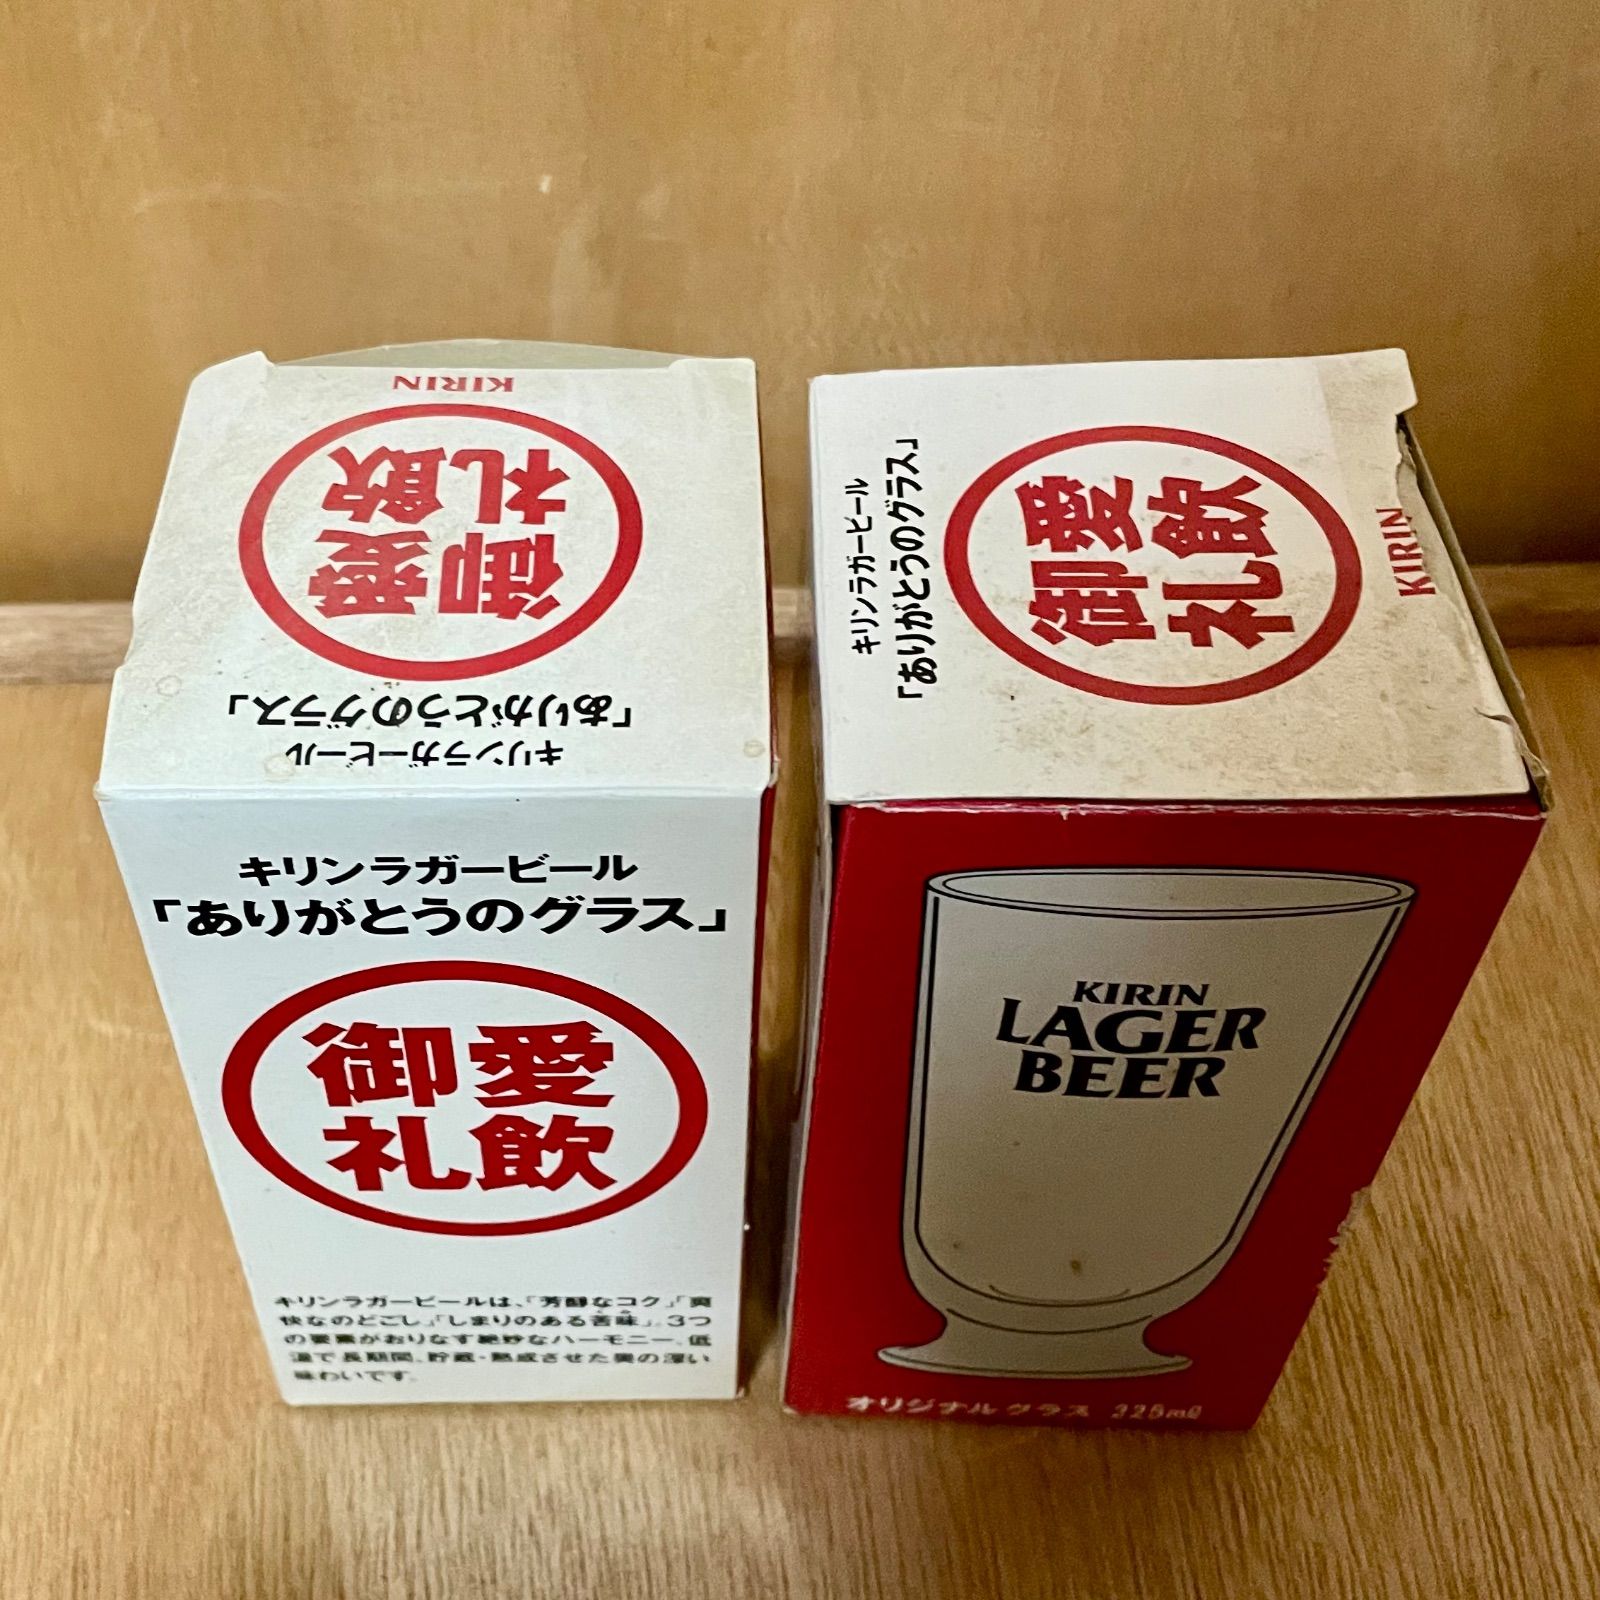 KIRIN
御愛
礼飲
「ありがとうのグラス」
キリンラガービール
キリンラガービール
「ありがとうのグラス」
御愛
礼飲
キリンラガービールは、「芳醇なコク」「爽
快なのどごし」「しまりのある苦味」。3つ
の要素がおりなす絶妙なハーモニー。低
温で長期間、貯蔵・熟成させた奥の深い
味わいです。
キリンラガービール
「ありがとうのグラス」
御愛
礼飲
KIRIN
KIRIN
LAGER
BEER
オリジナルグラス 325ml